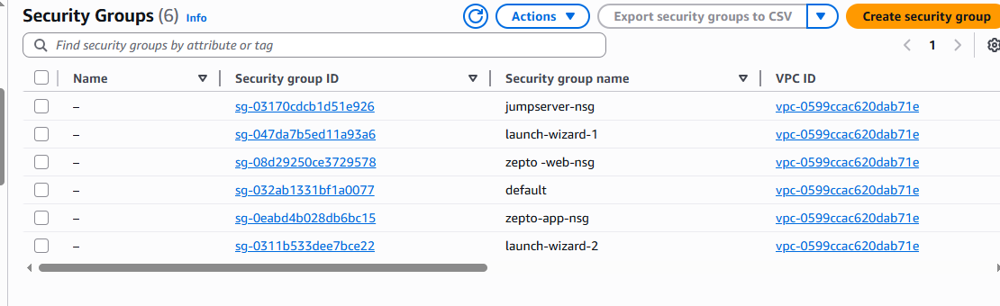 Security Groups (6) Info Actions Export security groups to CSV Create security group
Find security groups by attribute or tag 1
Name Security group ID Security group name VPC ID
– sg-03170cdcb1d51e926 jumpserver-nsg vpc-0599ccac620dab71e
– sg-047da7b5ed11a93a6 launch-wizard-1 vpc-0599ccac620dab71e
– sg-08d29250ce3729578 zepto -web-nsg vpc-0599ccac620dab71e
– sg-032ab1331bf1a0077 default vpc-0599ccac620dab71e
– sg-0eabd4b028db6bc15 zepto-app-nsg vpc-0599ccac620dab71e
– sg-0311b533dee7bce22 launch-wizard-2 vpc-0599ccac620dab71e